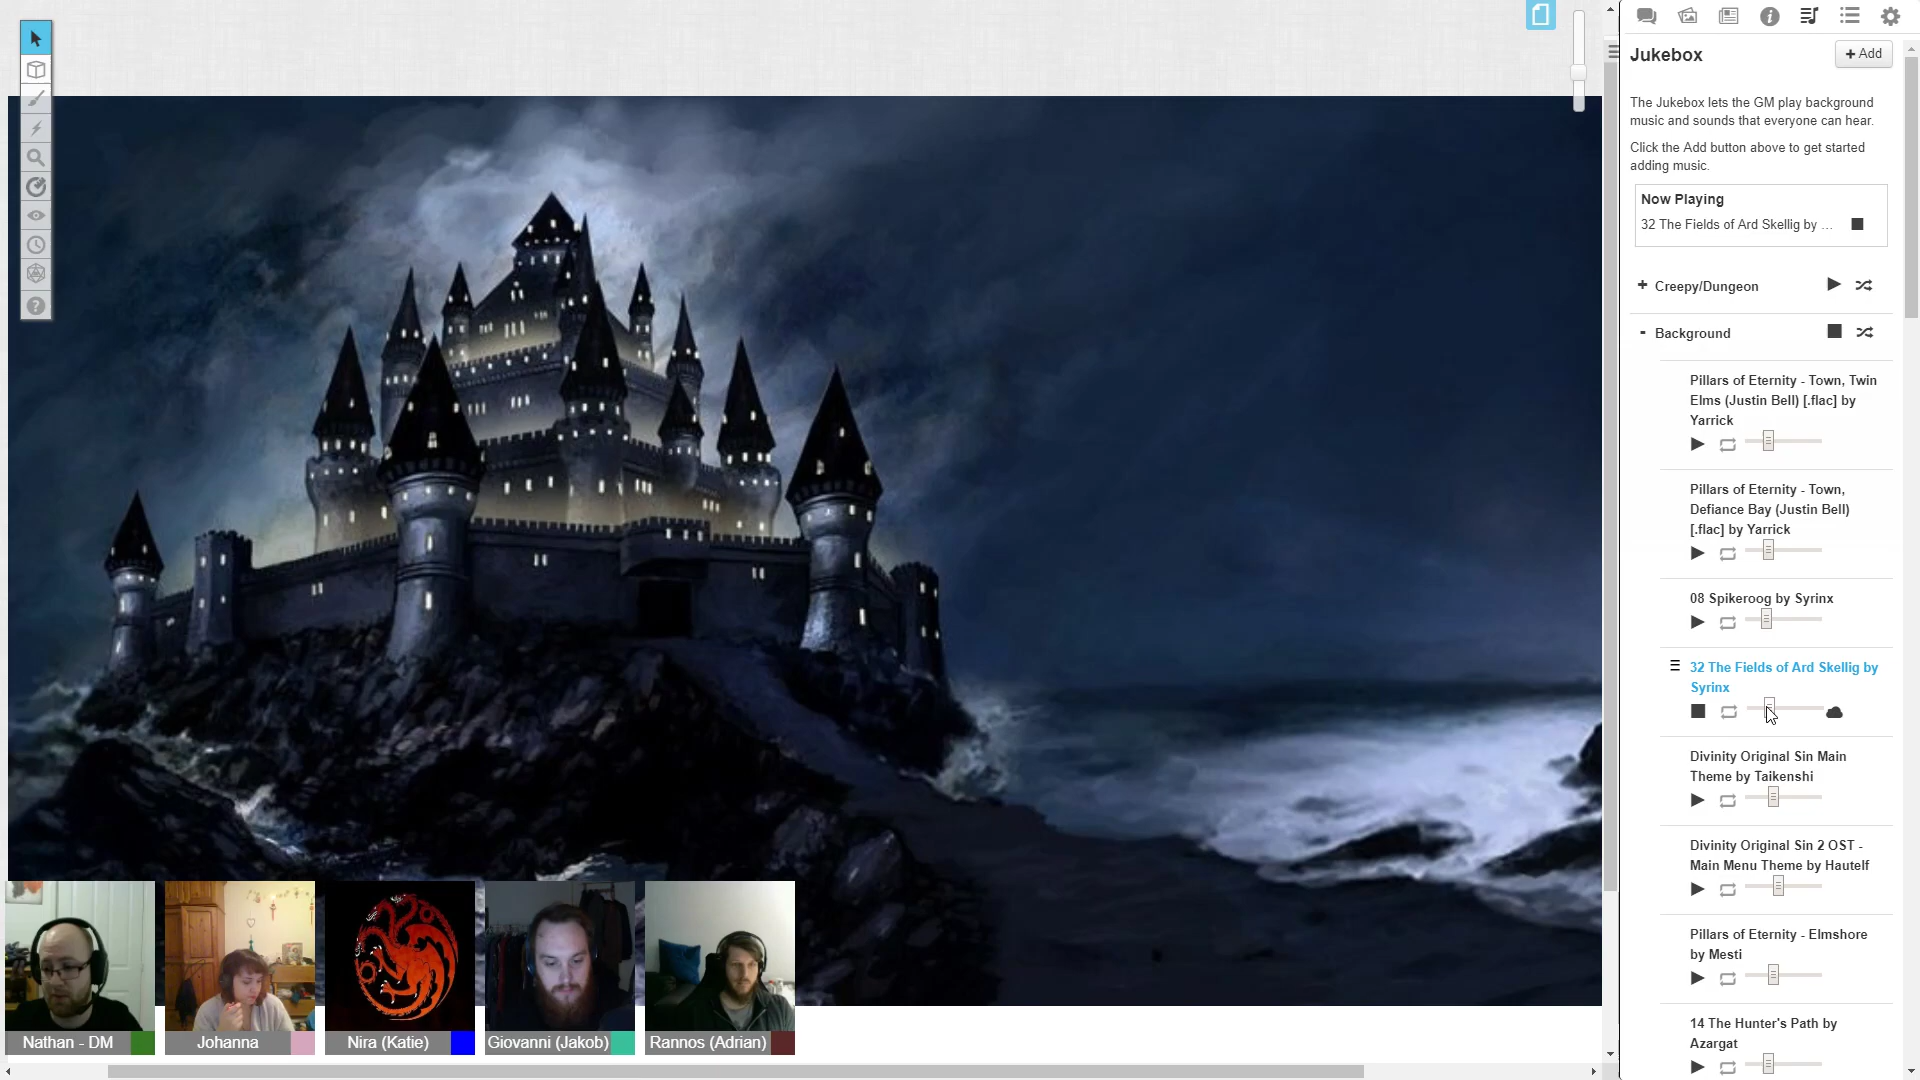 Jukebox
+ Add
The Jukebox lets the GM play background
music and sounds that everyone can hear.
Click the Add button above to get started
adding music.
Now Playing
32 The Fields of Ard Skellig by ...
+ Creepy/Dungeon
- Background
Pillars of Eternity - Town, Twin
Elms (Justin Bell) [.flac] by
Yarrick
Pillars of Eternity - Town,
Defiance Bay (Justin Bell)
[.flac] by Yarrick
08 Spikeroog by Syrinx
32 The Fields of Ard Skellig by
Syrinx
Divinity Original Sin Main
Theme by Taikenshi
Divinity Original Sin 2 OST -
Main Menu Theme by Hautelf
Pillars of Eternity - Elmshore
by Mesti
14 The Hunter's Path by
Azargat
Nathan - DM
Johanna
Nira (Katie)
Giovanni (Jakob)
Rannos (Adrian)